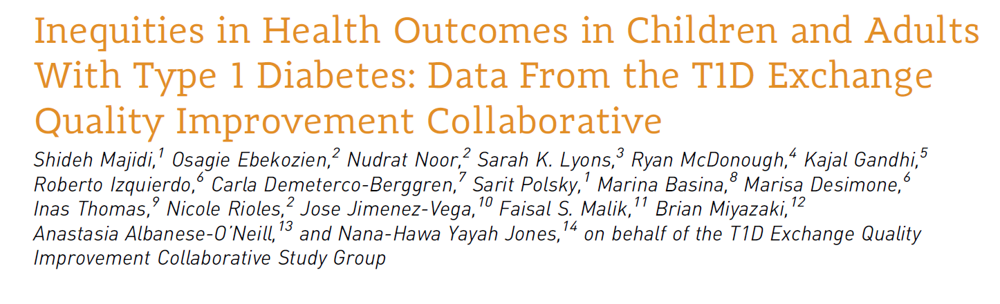 Inequities in Health Outcomes in Children and Adults
With Type 1 Diabetes: Data From the T1D Exchange
Quality Improvement Collaborative
Shideh Majidi,1 Osagie Ebekozien,2 Nudrat Noor,2 Sarah K. Lyons,3 Ryan McDonough,4 Kajal Gandhi,5
Roberto Izquierdo,6 Carla Demeterco-Berggren,7 Sarit Polsky,1 Marina Basina,8 Marisa Desimone,6
Inas Thomas,9 Nicole Rioles,2 Jose Jimenez-Vega,10 Faisal S. Malik,11 Brian Miyazaki,12
Anastasia Albanese-O’Neill,13 and Nana-Hawa Yayah Jones,14 on behalf of the T1D Exchange Quality
Improvement Collaborative Study Group